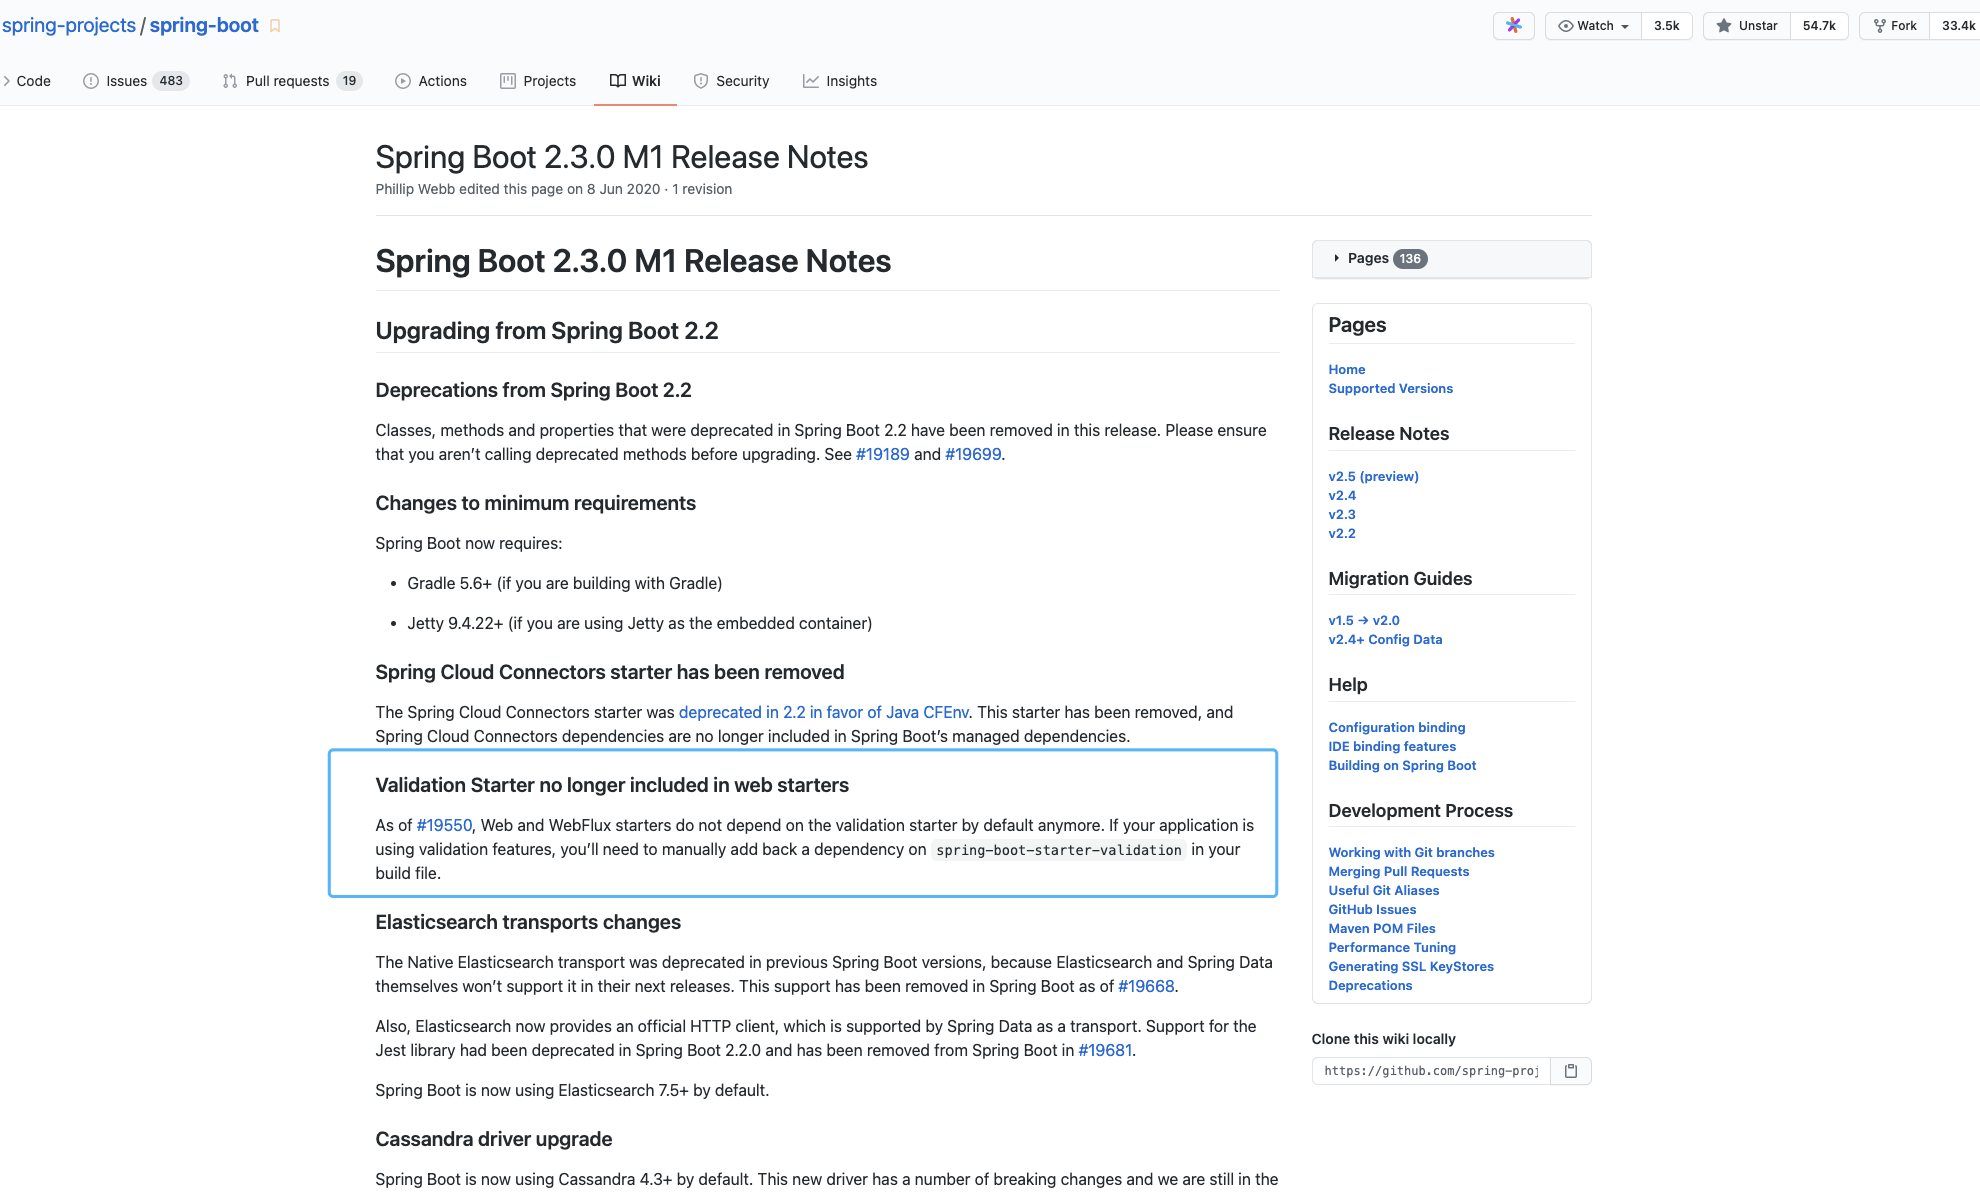 spring-projects / spring-boot
Watch 3.5k Unstar 54.7k Fork 33.4k
Code Issues 483 Pull requests 19 Actions Projects Wiki Security Insights
Spring Boot 2.3.0 M1 Release Notes
Phillip Webb edited this page on 8 Jun 2020 · 1 revision
Spring Boot 2.3.0 M1 Release Notes
Upgrading from Spring Boot 2.2
Deprecations from Spring Boot 2.2
Classes, methods and properties that were deprecated in Spring Boot 2.2 have been removed in this release. Please ensure
that you aren’t calling deprecated methods before upgrading. See #19189 and #19699.
Changes to minimum requirements
Spring Boot now requires:
• Gradle 5.6+ (if you are building with Gradle)
• Jetty 9.4.22+ (if you are using Jetty as the embedded container)
Spring Cloud Connectors starter has been removed
The Spring Cloud Connectors starter was deprecated in 2.2 in favor of Java CFEnv. This starter has been removed, and
Spring Cloud Connectors dependencies are no longer included in Spring Boot’s managed dependencies.
Validation Starter no longer included in web starters
As of #19550, Web and WebFlux starters do not depend on the validation starter by default anymore. If your application is
using validation features, you’ll need to manually add back a dependency on spring-boot-starter-validation in your
build file.
Elasticsearch transports changes
The Native Elasticsearch transport was deprecated in previous Spring Boot versions, because Elasticsearch and Spring Data
themselves won’t support it in their next releases. This support has been removed in Spring Boot as of #19668.
Also, Elasticsearch now provides an official HTTP client, which is supported by Spring Data as a transport. Support for the
Jest library had been deprecated in Spring Boot 2.2.0 and has been removed from Spring Boot in #19681.
Spring Boot is now using Elasticsearch 7.5+ by default.
Cassandra driver upgrade
Spring Boot is now using Cassandra 4.3+ by default. This new driver has a number of breaking changes and we are still in the
Pages 136
Pages
Home
Supported Versions
Release Notes
v2.5 (preview)
v2.4
v2.3
v2.2
Migration Guides
v1.5 → v2.0
v2.4+ Config Data
Help
Configuration binding
IDE binding features
Building on Spring Boot
Development Process
Working with Git branches
Merging Pull Requests
Useful Git Aliases
GitHub Issues
Maven POM Files
Performance Tuning
Generating SSL KeyStores
Deprecations
Clone this wiki locally
https://github.com/spring-proj